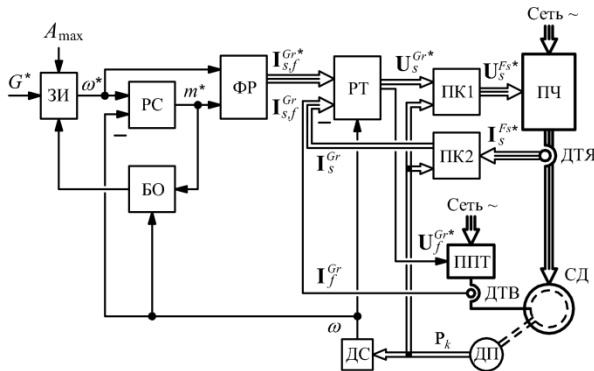 Сеть ~
A_max
G*
ЗИ
ω*
РС
m*
ФР
I_{s,f}^{Gr*}
I_{s,f}^{Gr}
РТ
U_s^{Gr*}
ПК1
U_s^{Fs*}
ПЧ
I_s^{Fs*}
ПК2
ДТЯ
I_s^{Gr}
БО
Сеть ~
U_f^{Gr*}
ППТ
СД
I_f^{Gr}
ДТВ
ω
ДС
P_k
ДП